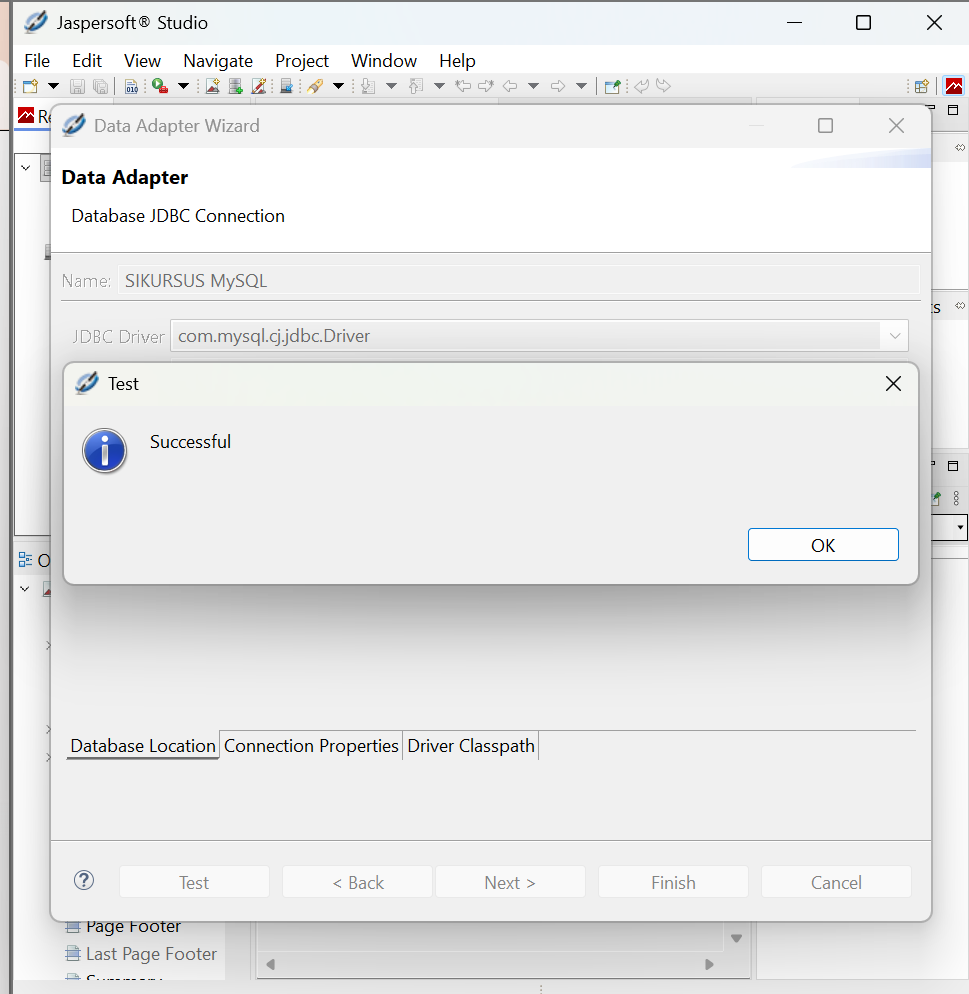 Jaspersoft® Studio
File Edit View Navigate Project Window Help
Data Adapter Wizard
Data Adapter
Database JDBC Connection
Name: SIKURSUS MySQL
JDBC Driver com.mysql.cj.jdbc.Driver
Test
Successful
OK
Database Location Connection Properties Driver Classpath
Test < Back Next > Finish Cancel
Page Footer
Last Page Footer
Summary